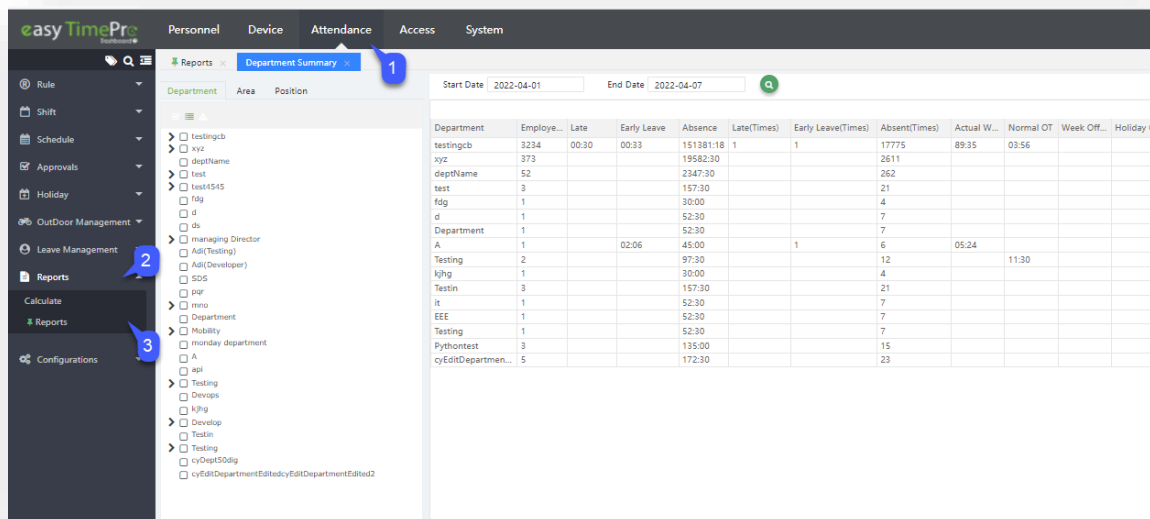 easy TimePro Personnel Device Attendance Access System
Dashboard
Reports × Department Summary × 1
Rule
Shift
Schedule
Approvals
Holiday
OutDoor Management
Leave Management
2
Reports
Calculate
Reports
3
Configurations
Department Area Position
testingcb
xyz
deptName
test
test4545
fdg
d
ds
managing Director
Adi(Testing)
Adi(Developer)
SDS
pqr
mno
Department
Mobility
monday department
A
api
Testing
Devops
kjhg
Develop
Testin
Testing
cyDept50dig
cyEditDepartmentEditedcyEditDepartmentEdited2
Start Date 2022-04-01 End Date 2022-04-07
Department Employe... Late Early Leave Absence Late(Times) Early Leave(Times) Absent(Times) Actual W... Normal OT Week Off... Holiday
testingcb 3234 00:30 00:33 151381:18 1 1 17775 89:35 03:56
xyz 373 19582:30 2611
deptName 52 2347:30 262
test 3 157:30 21
fdg 1 30:00 4
d 1 52:30 7
Department 1 52:30 7
A 1 02:06 45:00 1 6 05:24
Testing 2 97:30 12 11:30
kjhg 1 30:00 4
Testin 3 157:30 21
it 1 52:30 7
EEE 1 52:30 7
Testing 1 52:30 7
Pythontest 3 135:00 15
cyEditDepartmen... 5 172:30 23